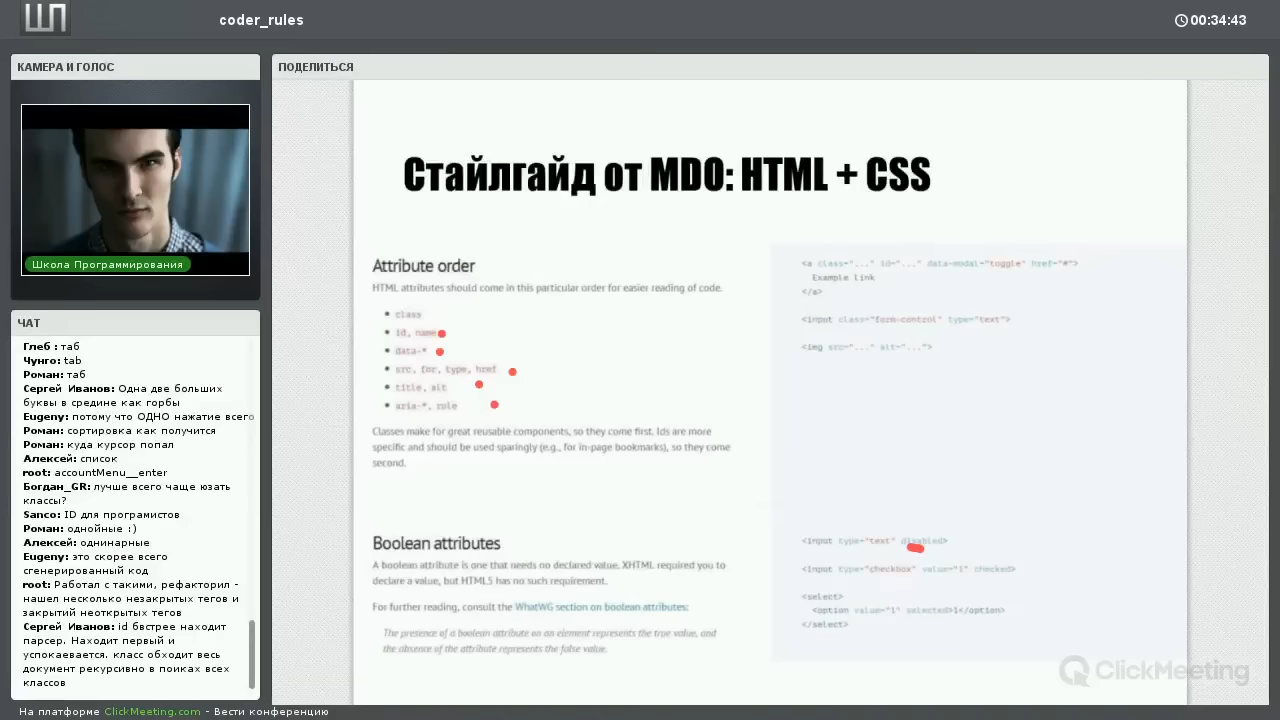 ШП
coder_rules
00:34:43
КАМЕРА И ГОЛОС
Школа Программирования
ЧАТ
Глеб : таб
Чунго: tab
Роман: таб
Сергей Иванов: Одна две больших
буквы в средине как горбы
Eugeny: потому что ОДНО нажатие всего
Роман: сортировка как получится
Роман: куда курсов попал
Алексей: список
root: accountMenu__enter
Богдан_GR: лучше всего чаще юзать
классы?
Sanco: ID для програмистов
Роман: однойные :)
Алексей: однинарные
Eugeny: это скорее всего
сгенерированный код
root: Работал с гитхабом, рефакторил -
нашел несколько незакрытых тегов и
закрытий неоткрытых тегов
Сергей Иванов: айдтвсегда находит
ПОДЕЛИТЬСЯ
Стайлгайд от MDO: HTML + CSS
Attribute order
HTML attributes should come in this particular order for easier reading of code.
• class
• id, name
• data-*
• src, for, type, href
• title, alt
• aria-*, role
Classes make for great reusable components, so they come first. Ids are more
specific and should be used sparingly (e.g., for in-page bookmarks), so they come
second.
<a class="..." id="..." data-modal="toggle" href="#">
Example link
</a>
<input class="form-control" type="text">
<img src="..." alt="...">
Boolean attributes
A boolean attribute is one that needs no declared value. XHTML required you to
declare a value, but HTML5 has no such requirement.
For further reading, consult the WhatWG section on boolean attributes:
The presence of a boolean attribute on an element represents the true value, and
the absence of the attribute represents the false value.
<input type="text" disabled>
<input type="checkbox" value="1" checked>
<select>
<option value="1" selected>1</option>
</select>
парсер. Находит первый и
успокаевается, класс обходит весь
документ рекурсивно в поисках всех
классов
ClickMeeting
На платформе ClickMeeting.com - Вести конференцию